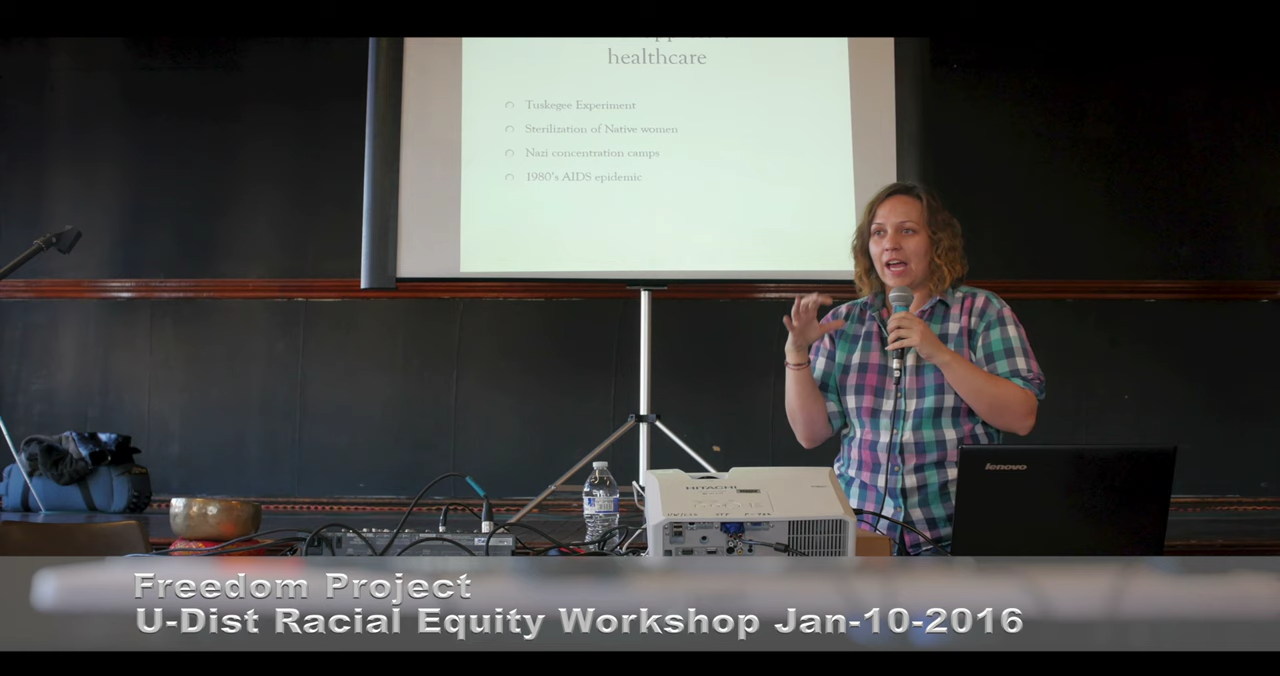 healthcare
Tuskegee Experiment
Sterilization of Native women
Nazi concentration camps
1980's AIDS epidemic
lenovo
HITACHI
Freedom Project
U-Dist Racial Equity Workshop Jan-10-2016